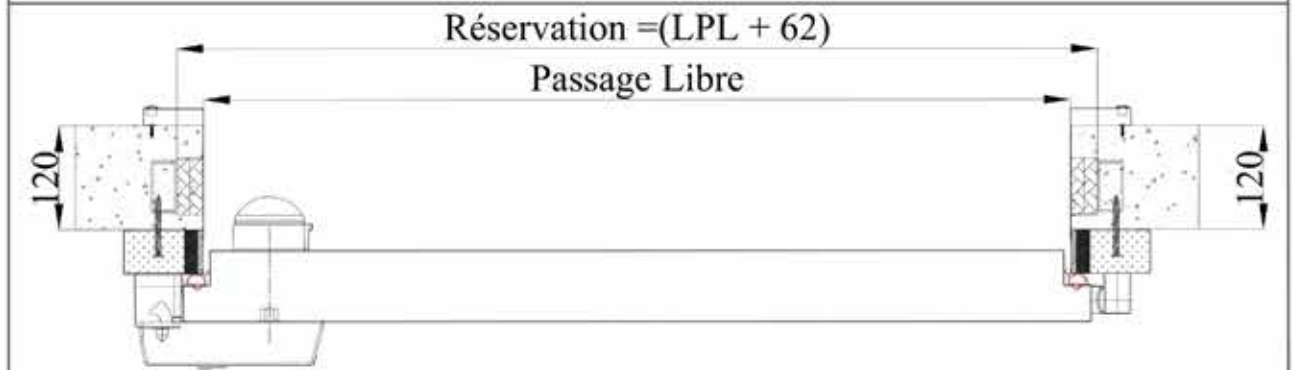 Réservation =(LPL + 62)
Passage Libre
120
120